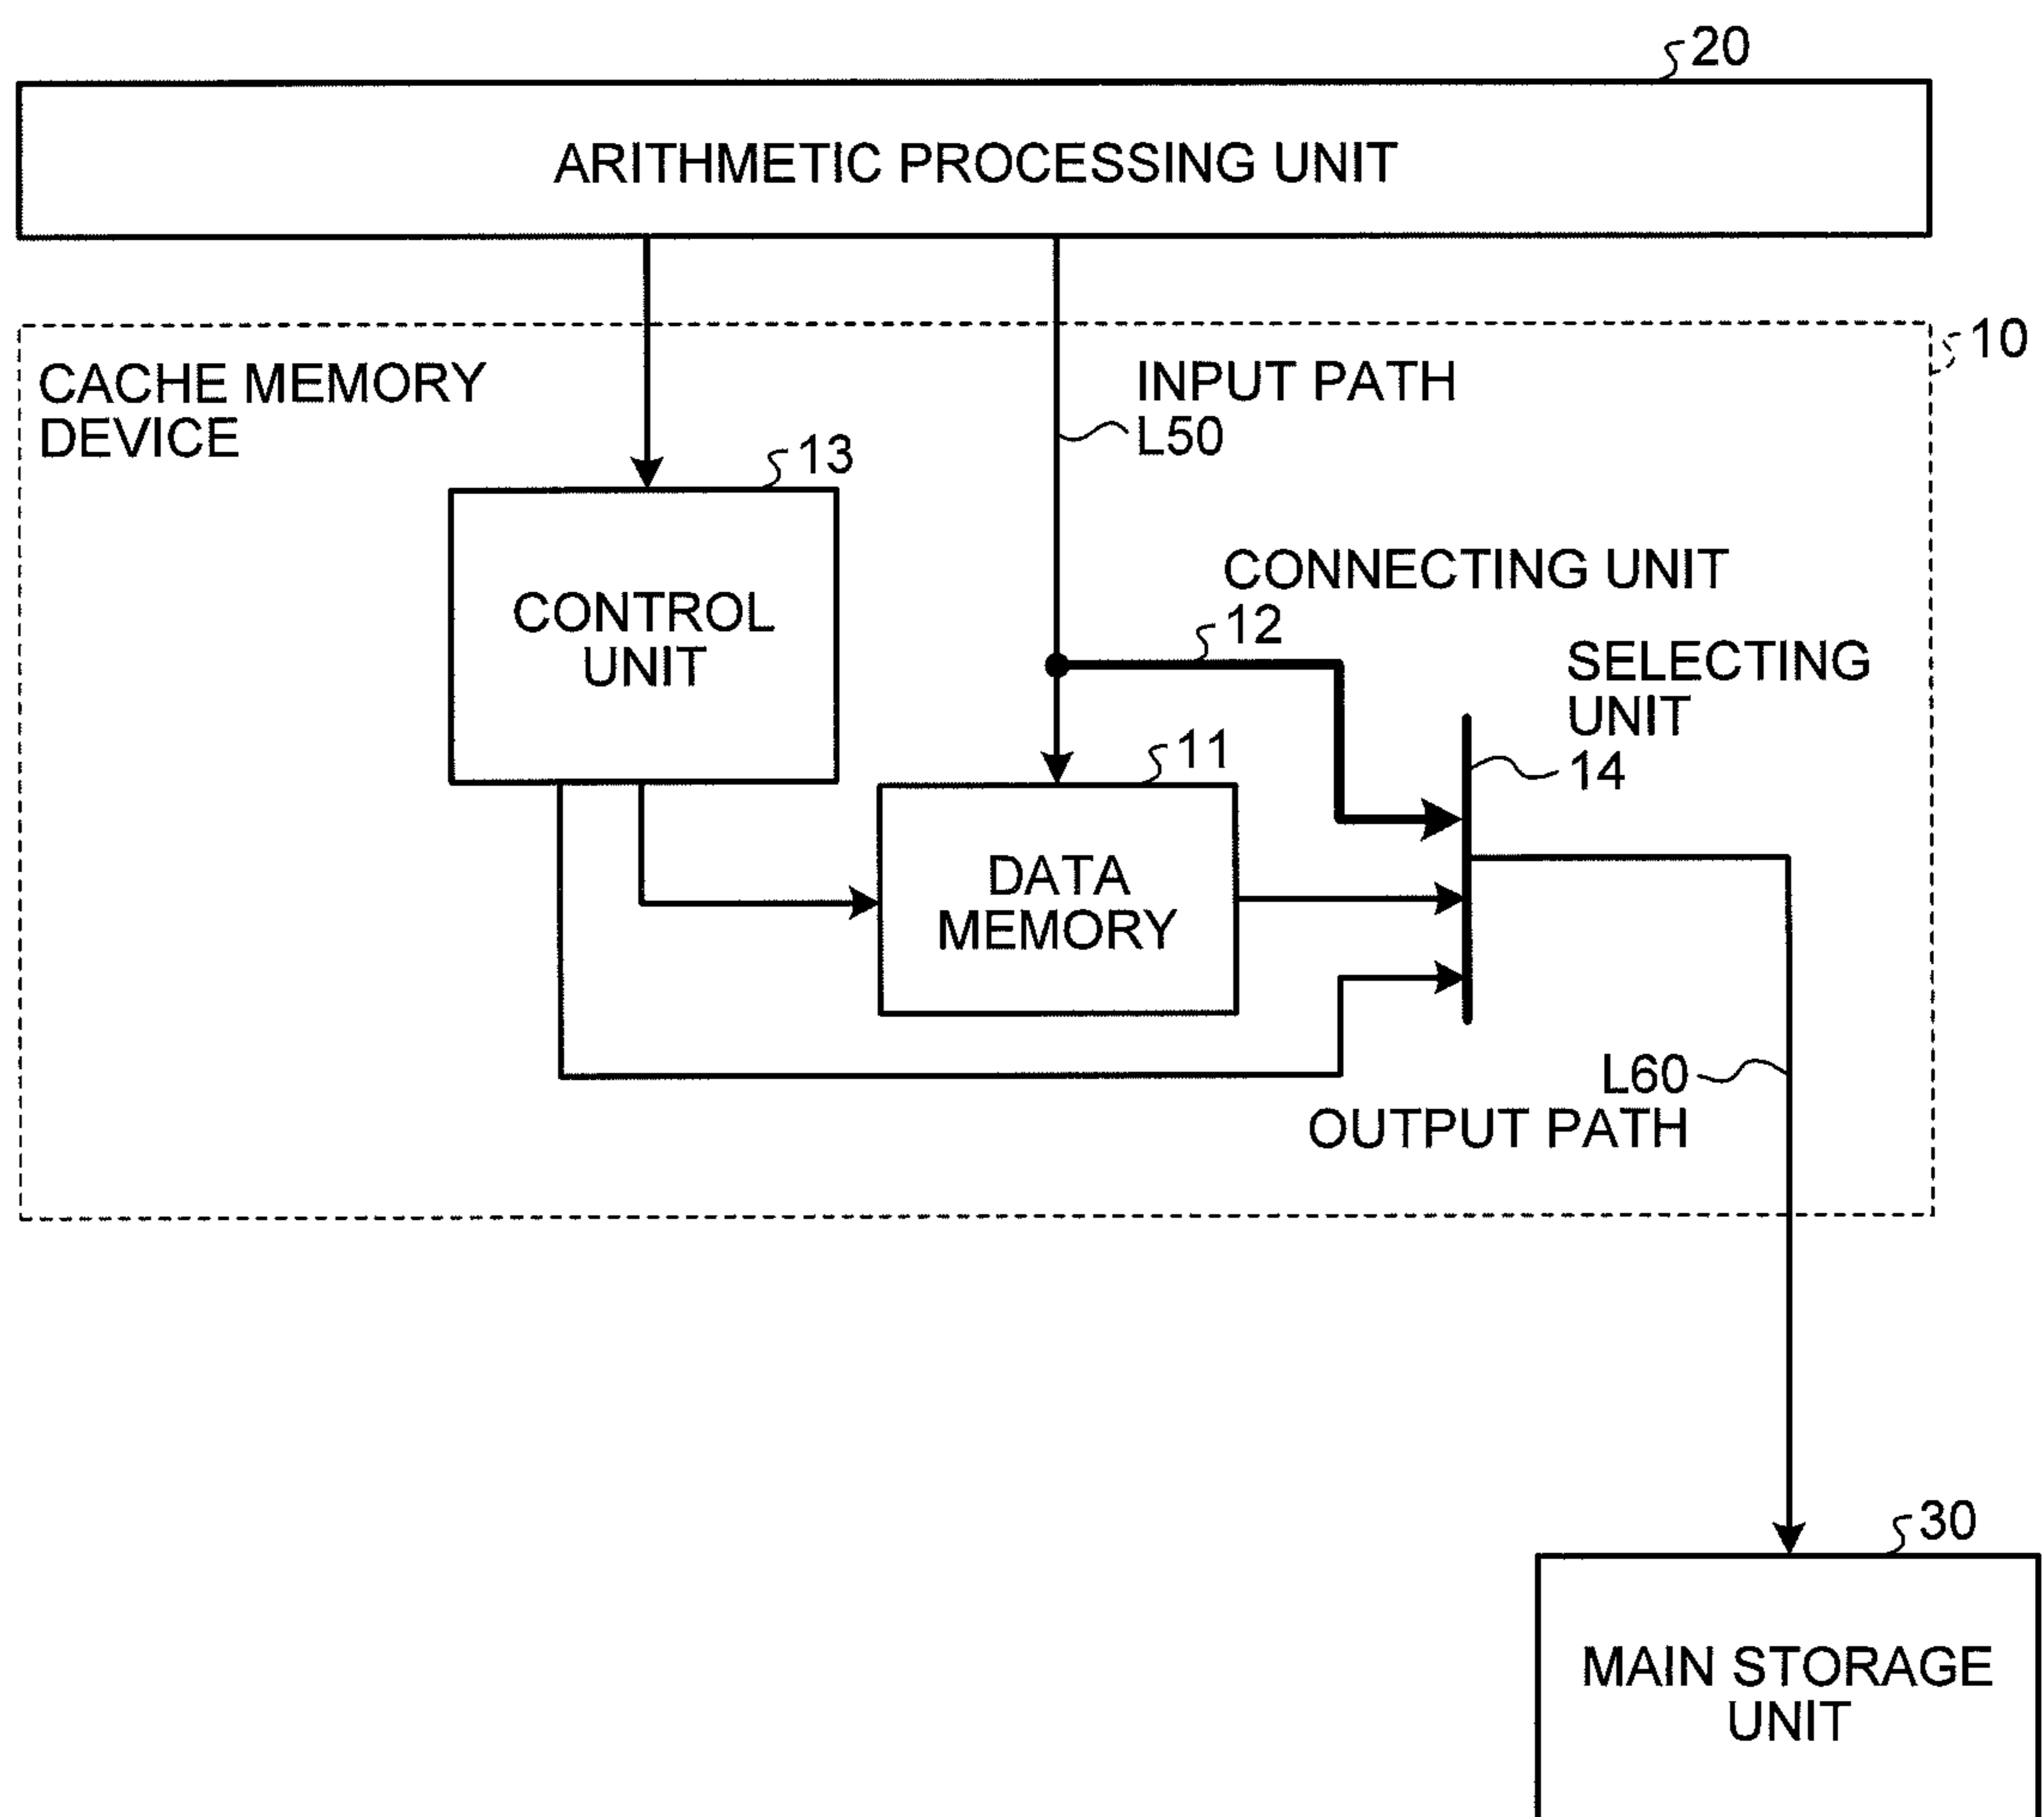 20
ARITHMETIC PROCESSING UNIT
10
CACHE MEMORY
DEVICE
INPUT PATH
L50
13
CONTROL
UNIT
CONNECTING UNIT
12
SELECTING
UNIT
14
11
DATA
MEMORY
L60
OUTPUT PATH
30
MAIN STORAGE
UNIT